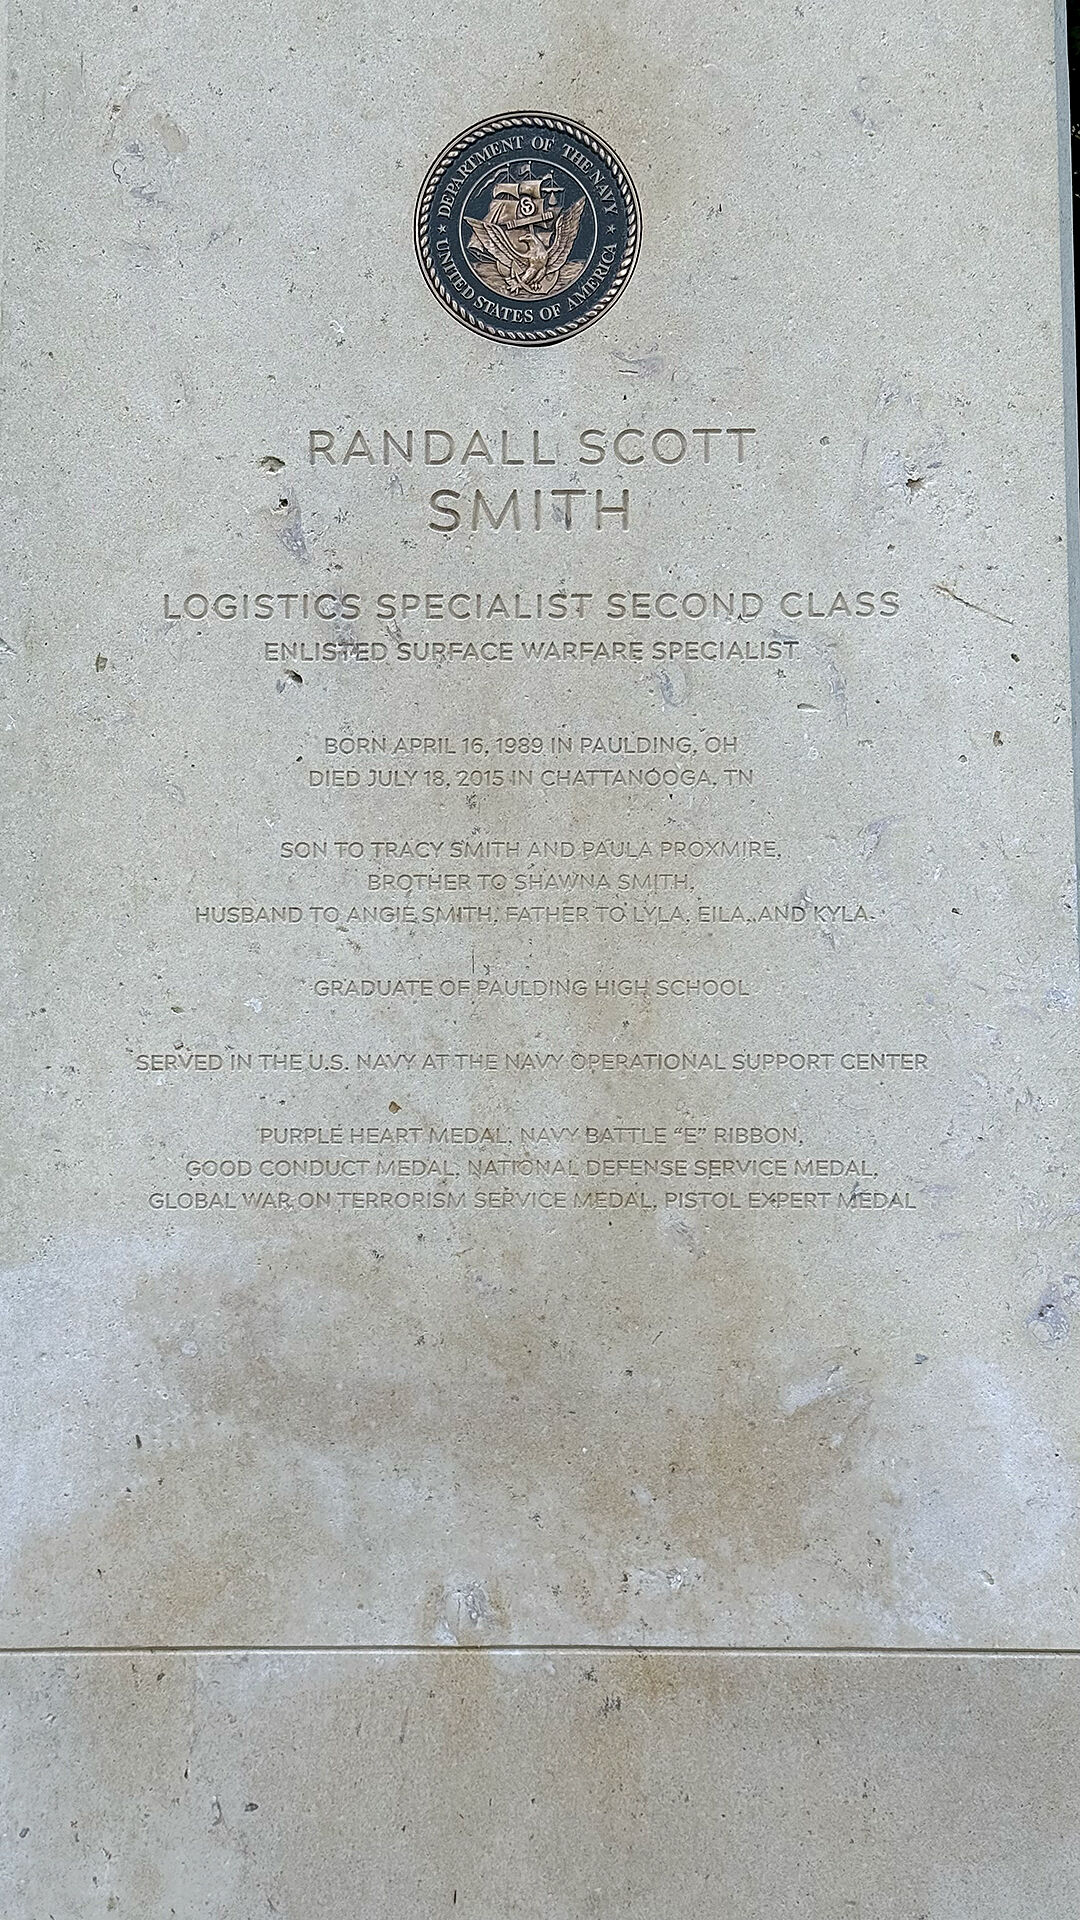 ★ DEPARTMENT OF THE NAVY ★
UNITED STATES OF AMERICA
RANDALL SCOTT
SMITH
LOGISTICS SPECIALIST SECOND CLASS
ENLISTED SURFACE WARFARE SPECIALIST
BORN APRIL 16, 1989 IN PAULDING, OH
DIED JULY 18, 2015 IN CHATTANOOGA, TN
SON TO TRACY SMITH AND PAULA PROXMIRE,
BROTHER TO SHAWNA SMITH,
HUSBAND TO ANGIE SMITH, FATHER TO LYLA, EILA, AND KYLA.
GRADUATE OF PAULDING HIGH SCHOOL
SERVED IN THE U.S. NAVY AT THE NAVY OPERATIONAL SUPPORT CENTER
PURPLE HEART MEDAL, NAVY BATTLE “E” RIBBON,
GOOD CONDUCT MEDAL, NATIONAL DEFENSE SERVICE MEDAL,
GLOBAL WAR ON TERRORISM SERVICE MEDAL, PISTOL EXPERT MEDAL